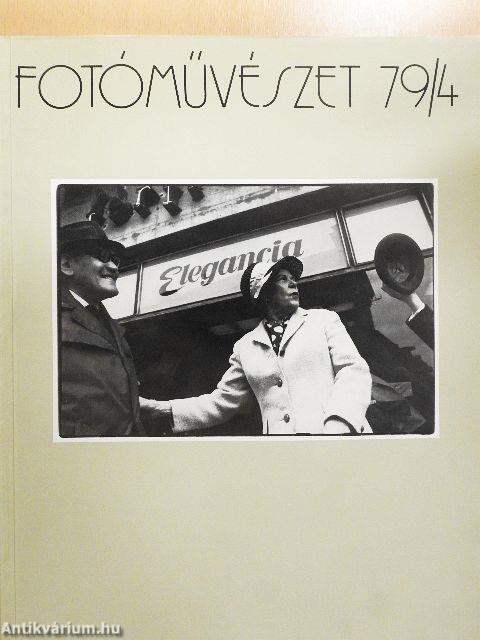 FOTÓMŰVÉSZET 79/4
Elegancia
Antikvárium.hu